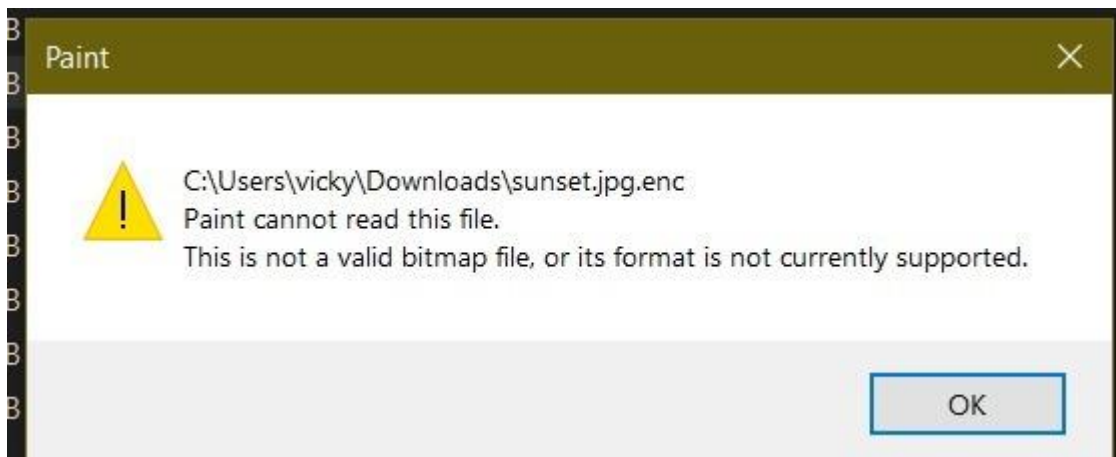 Paint
C:\Users\vicky\Downloads\sunset.jpg.enc
Paint cannot read this file.
This is not a valid bitmap file, or its format is not currently supported.
OK
B
B
B
B
B
B
B
B